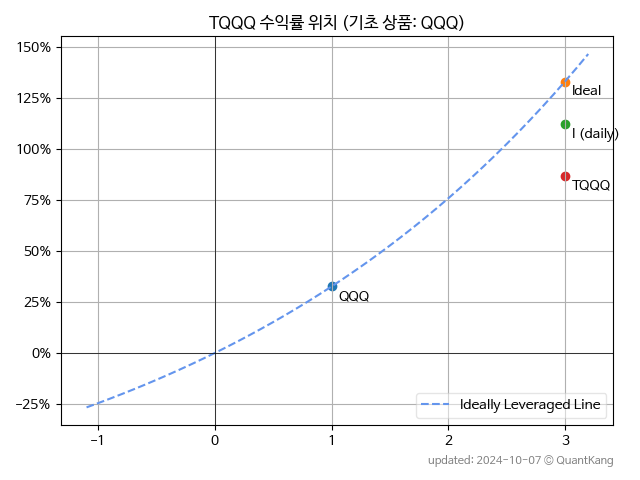 TQQQ 수익률 위치 (기초 상품: QQQ)
150%
125%
100%
75%
50%
25%
0%
−25%
Ideal
I (daily)
TQQQ
QQQ
Ideally Leveraged Line
−1 0 1 2 3
updated: 2024-10-07 © QuantKang